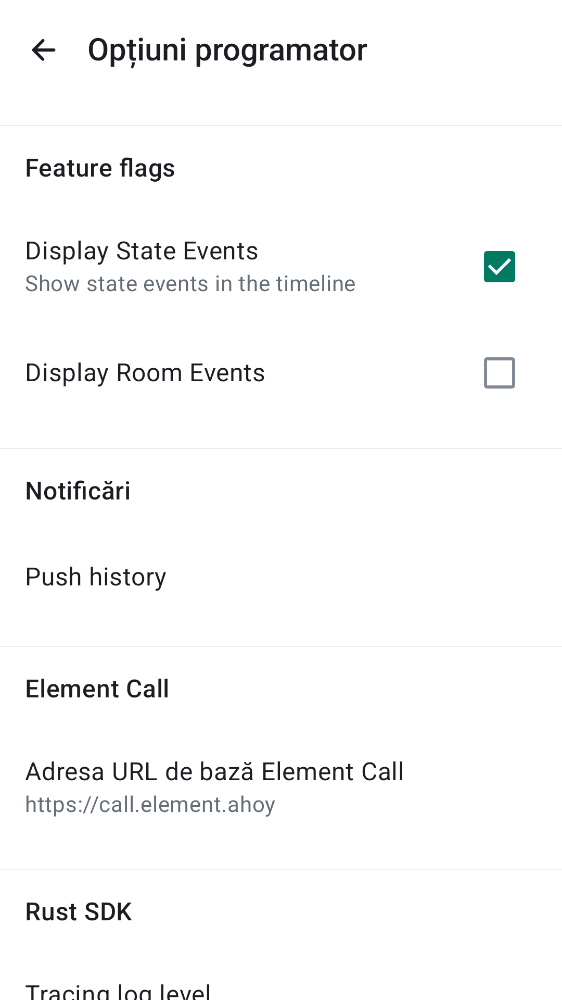 Opțiuni programator
Feature flags
Display State Events
Show state events in the timeline
Display Room Events
Notificări
Push history
Element Call
Adresa URL de bază Element Call
https://call.element.ahoy
Rust SDK
Tracing log level